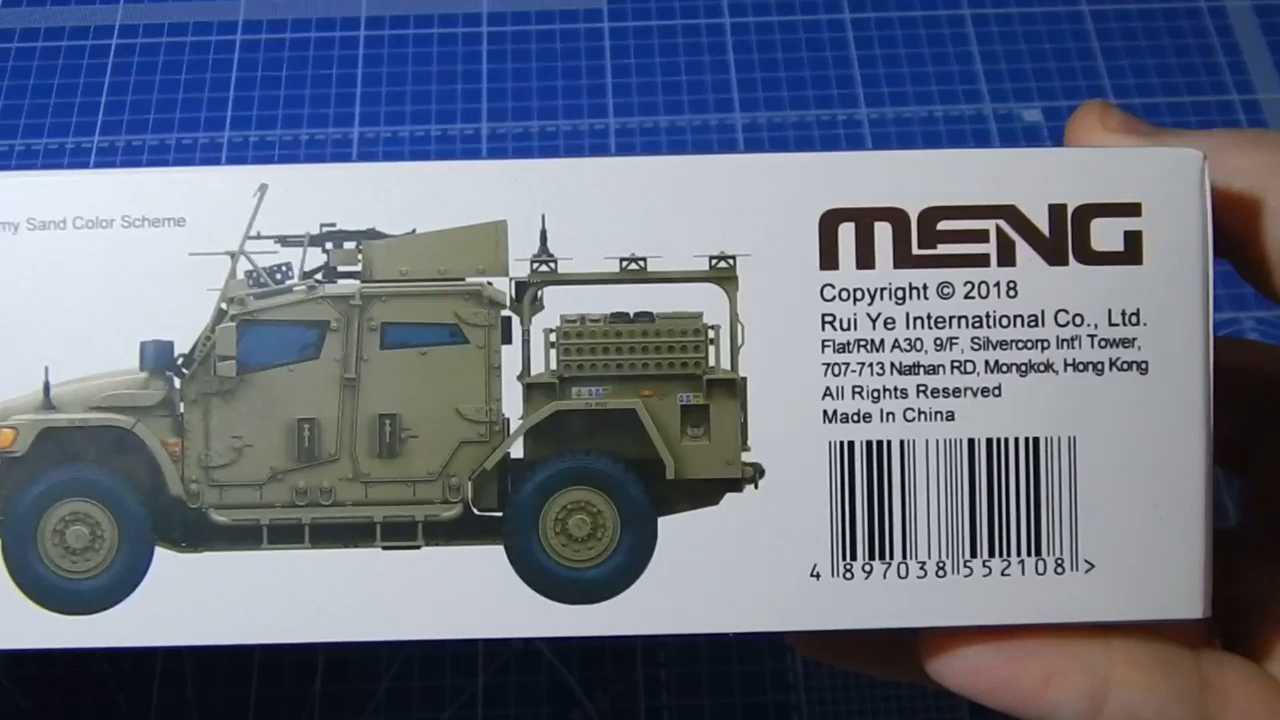 my Sand Color Scheme
MENG
Copyright © 2018
Rui Ye International Co., Ltd.
Flat/RM A30, 9/F, Silvercorp Int'l Tower,
707-713 Nathan RD, Mongkok, Hong Kong
All Rights Reserved
Made In China
4 897038 552108 >